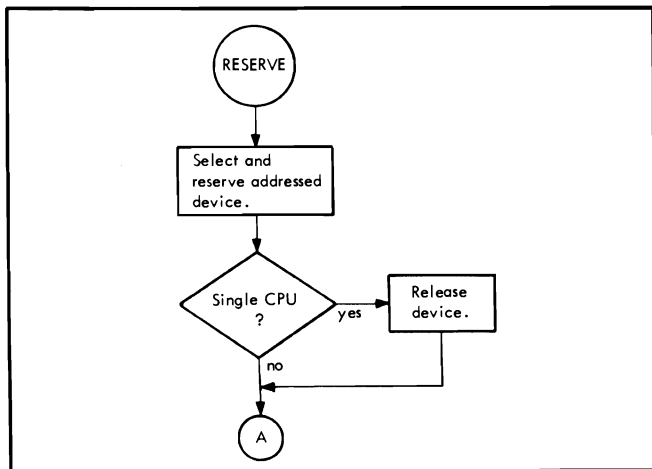 RESERVE
Select and
reserve addressed
device.
Single CPU
?
yes
Release
device.
no
A